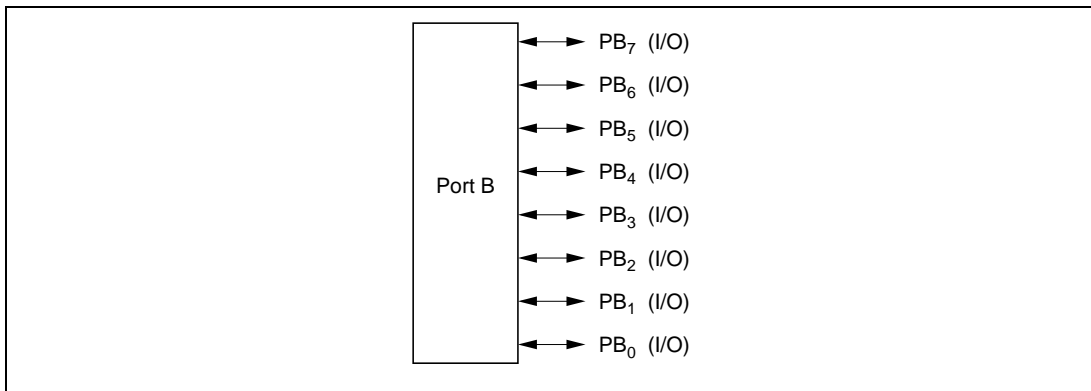 PB7 (I/O)
PB6 (I/O)
PB5 (I/O)
PB4 (I/O)
Port B
PB3 (I/O)
PB2 (I/O)
PB1 (I/O)
PB0 (I/O)